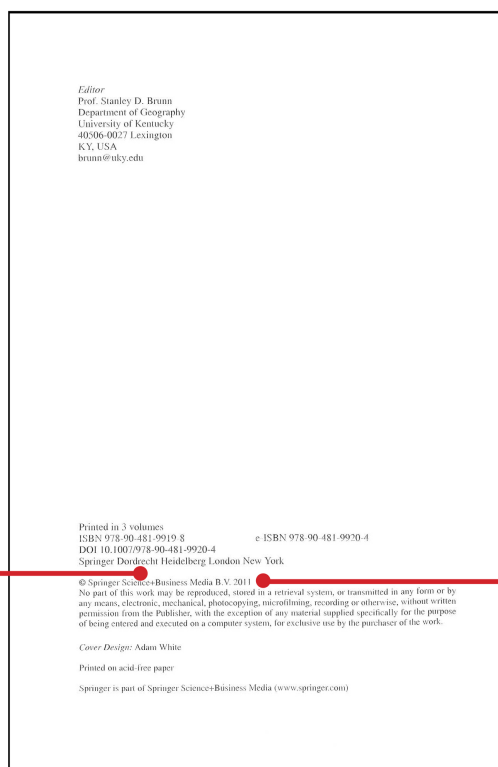 Editor
Prof. Stanley D. Brunn
Department of Geography
University of Kentucky
40506-0027 Lexington
KY, USA
brunn@uky.edu
Printed in 3 volumes
ISBN 978-90-481-9919-8 e-ISBN 978-90-481-9920-4
DOI 10.1007/978-90-481-9920-4
Springer Dordrecht Heidelberg London New York
© Springer Science+Business Media B.V. 2011
No part of this work may be reproduced, stored in a retrieval system, or transmitted in any form or by
any means, electronic, mechanical, photocopying, microfilming, recording or otherwise, without written
permission from the Publisher, with the exception of any material supplied specifically for the purpose
of being entered and executed on a computer system, for exclusive use by the purchaser of the work.
Cover Design: Adam White
Printed on acid-free paper
Springer is part of Springer Science+Business Media (www.springer.com)